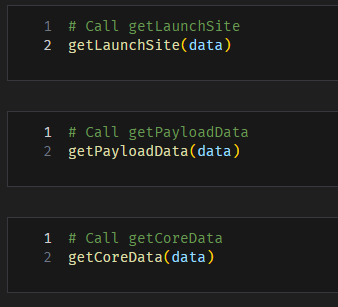 1 # Call getLaunchSite
2 getLaunchSite(data)
1 # Call getPayloadData
2 getPayloadData(data)
1 # Call getCoreData
2 getCoreData(data)